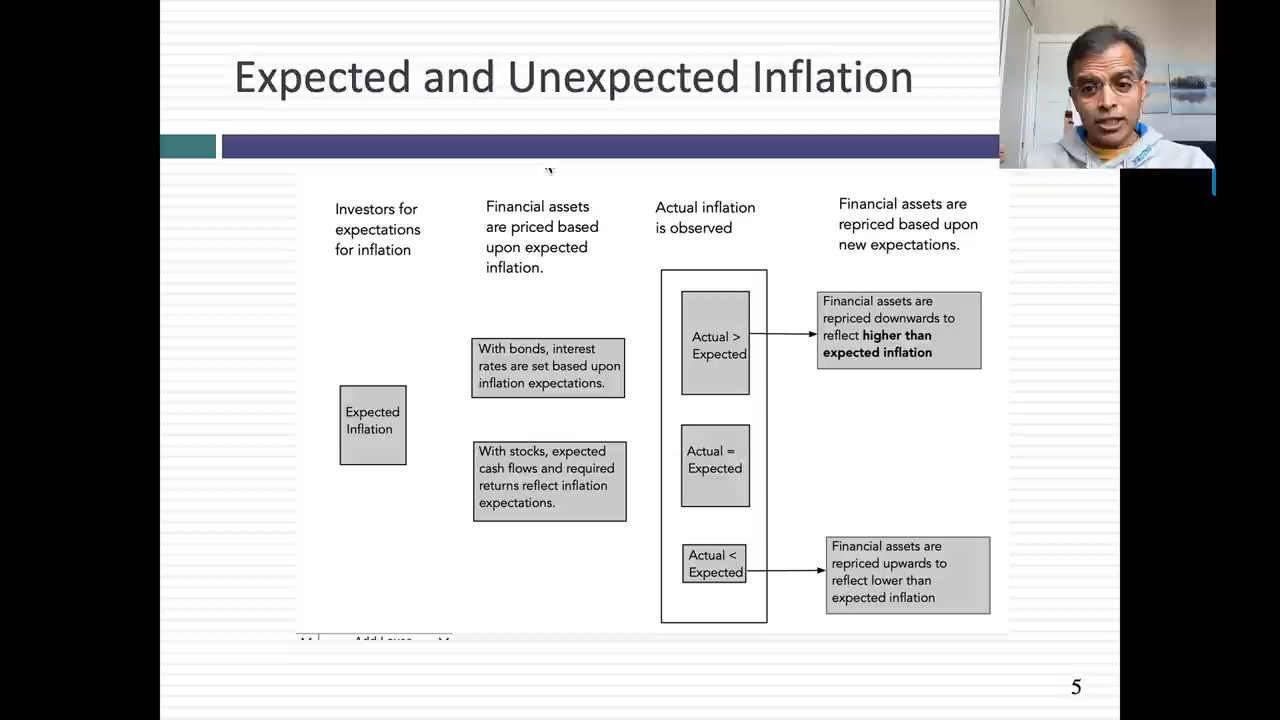 Expected and Unexpected Inflation
Investors for
expectations
for inflation
Financial assets
are priced based
upon expected
inflation.
Actual inflation
is observed
Financial assets are
repriced based upon
new expectations.
Expected
Inflation
With bonds, interest
rates are set based upon
inflation expectations.
With stocks, expected
cash flows and required
returns reflect inflation
expectations.
Actual >
Expected
Actual =
Expected
Actual <
Expected
Financial assets are
repriced downwards to
reflect higher than
expected inflation
Financial assets are
repriced upwards to
reflect lower than
expected inflation
Add Layer
5